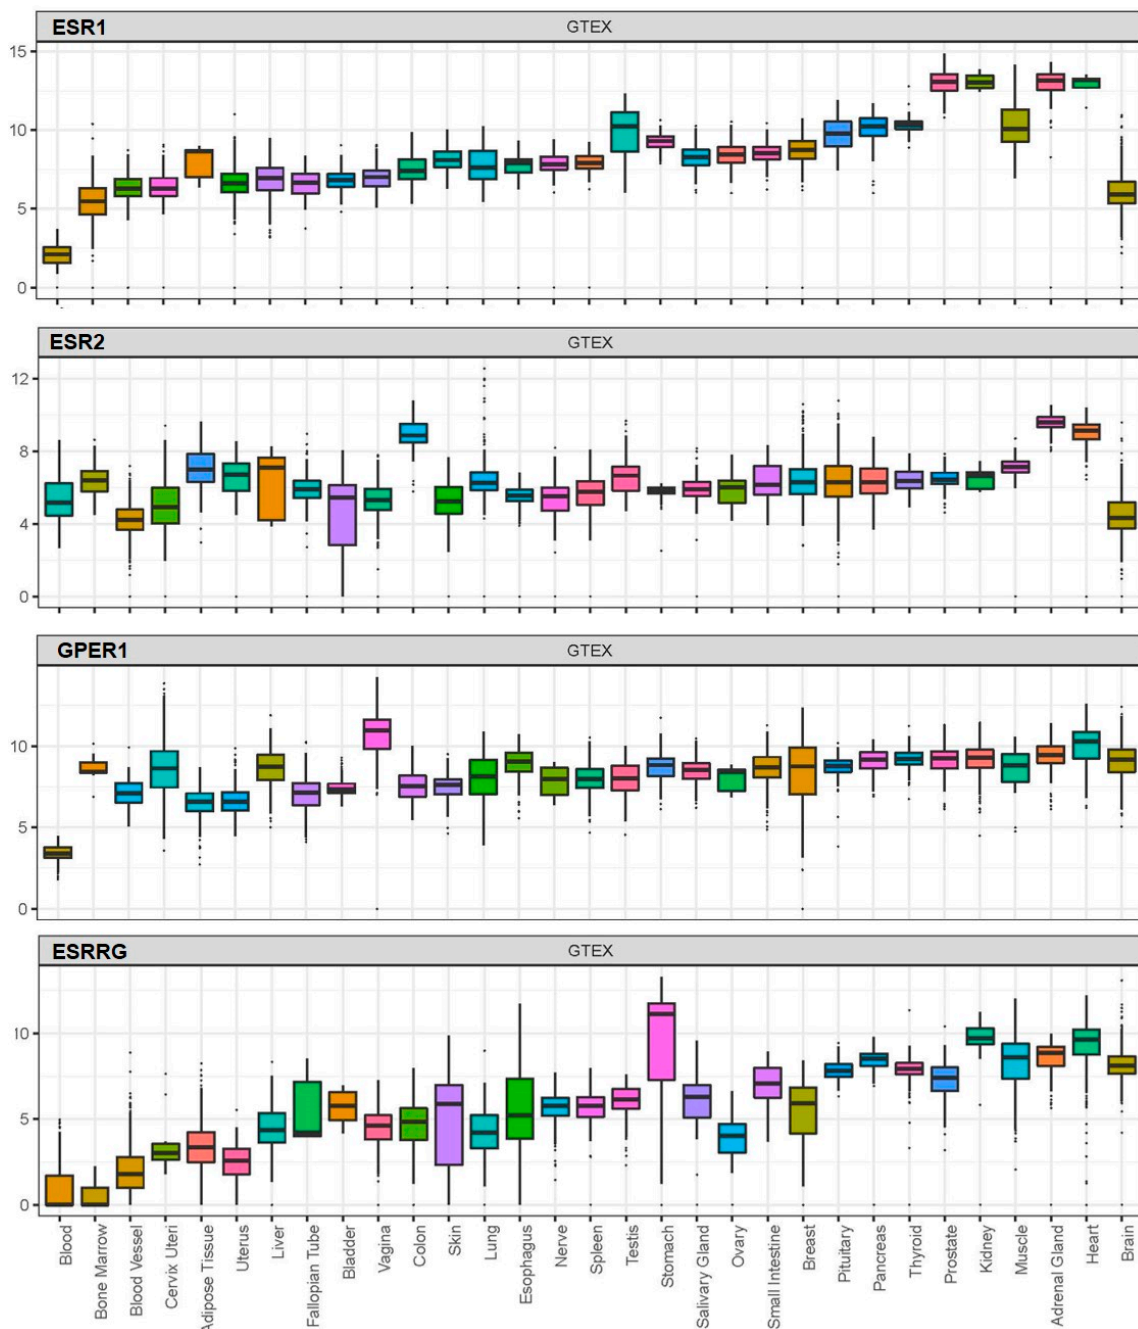 ESR1 GTEX
15
10
5
0
ESR2 GTEX
12
8
4
0
GPER1 GTEX
10
5
0
ESRRG GTEX
10
5
0
Blood
Bone Marrow
Blood Vessel
Cervix Uteri
Adipose Tissue
Uterus
Liver
Fallopian Tube
Bladder
Vagina
Colon
Skin
Lung
Esophagus
Nerve
Spleen
Testis
Stomach
Salivary Gland
Ovary
Small Intestine
Breast
Pituitary
Pancreas
Thyroid
Prostate
Kidney
Muscle
Adrenal Gland
Heart
Brain